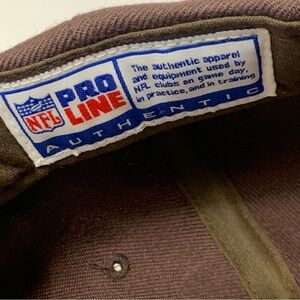 NFL
PRO
LINE
The authentic apparel
and equipment used by
NFL clubs on game day,
in practice, and in training
AUTHENTIC